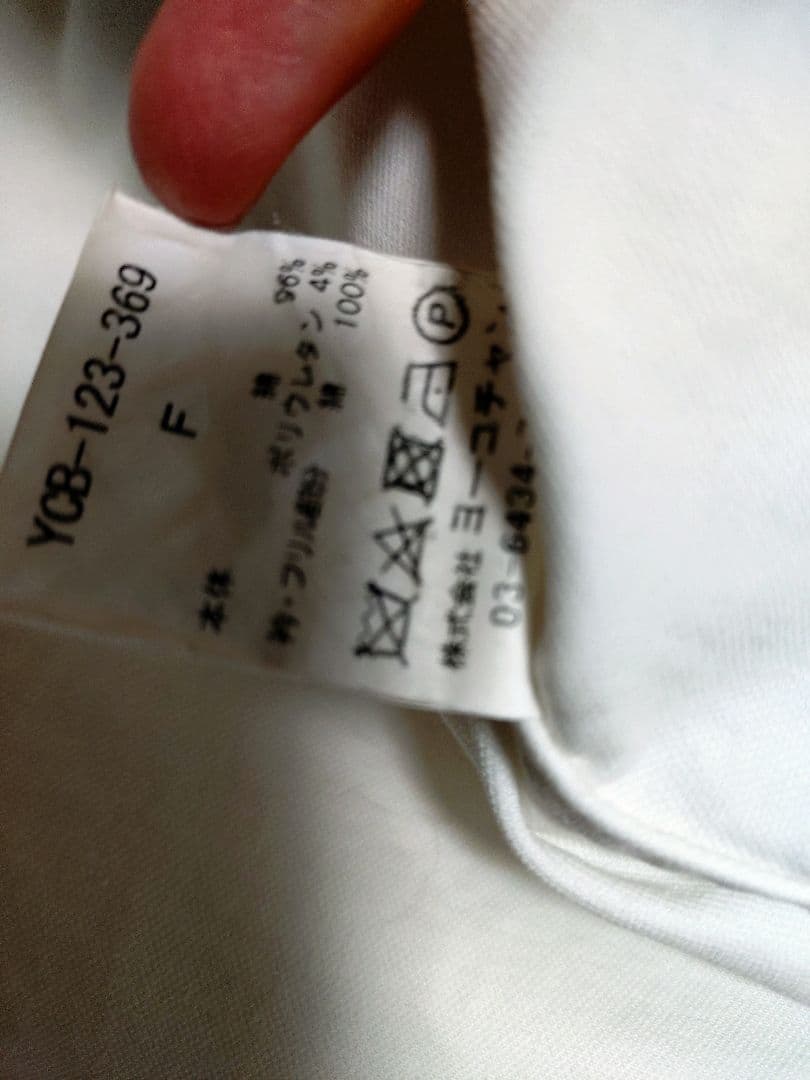 YCB-123-369
F
本体 綿 96%
ポリウレタン 4%
衿・フリル部分 綿 100%
P
株式会社 ヨーコチャン
03-6434-